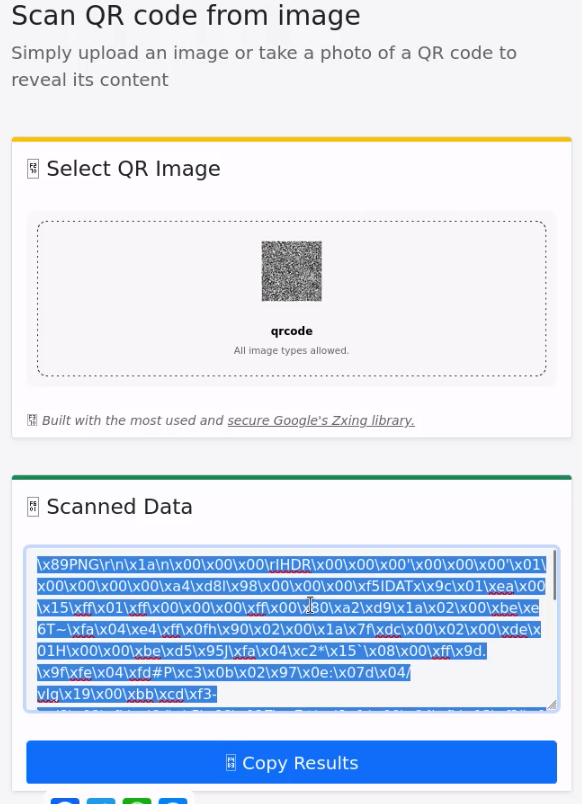 Scan QR code from image
Simply upload an image or take a photo of a QR code to
reveal its content
Select QR Image
qrcode
All image types allowed.
Built with the most used and secure Google's Zxing library.
Scanned Data
\x89PNG\r\n\x1a\n\x00\x00\x00\rIHDR\x00\x00\x00'\x00\x00\x00'\x01\
x00\x00\x00\x00\xa4\xd8l\x98\x00\x00\x00\xf5IDATx\x9c\x01\xea\x00
\x15\xff\x01\xff\x00\x00\x00\x00\xff\x00\x80\xa2\xd9\x1a\x02\x00\xbe\xe
6T~\xfa\x04\xe4\xff\x0fh\x90\x02\x00\x1a\x7f\xdc\x00\x02\x00\xde\x
01H\x00\x00\xbe\xd5\x95J\xfa\x04\xc2*\x15`\x08\x00\xff\x9d.
\x9f\xfe\x04\xfd#P\xc3\x0b\x02\x97\x0e:\x07d\x04/
vIg\x19\x00\xbb\xcd\xf3-
Copy Results